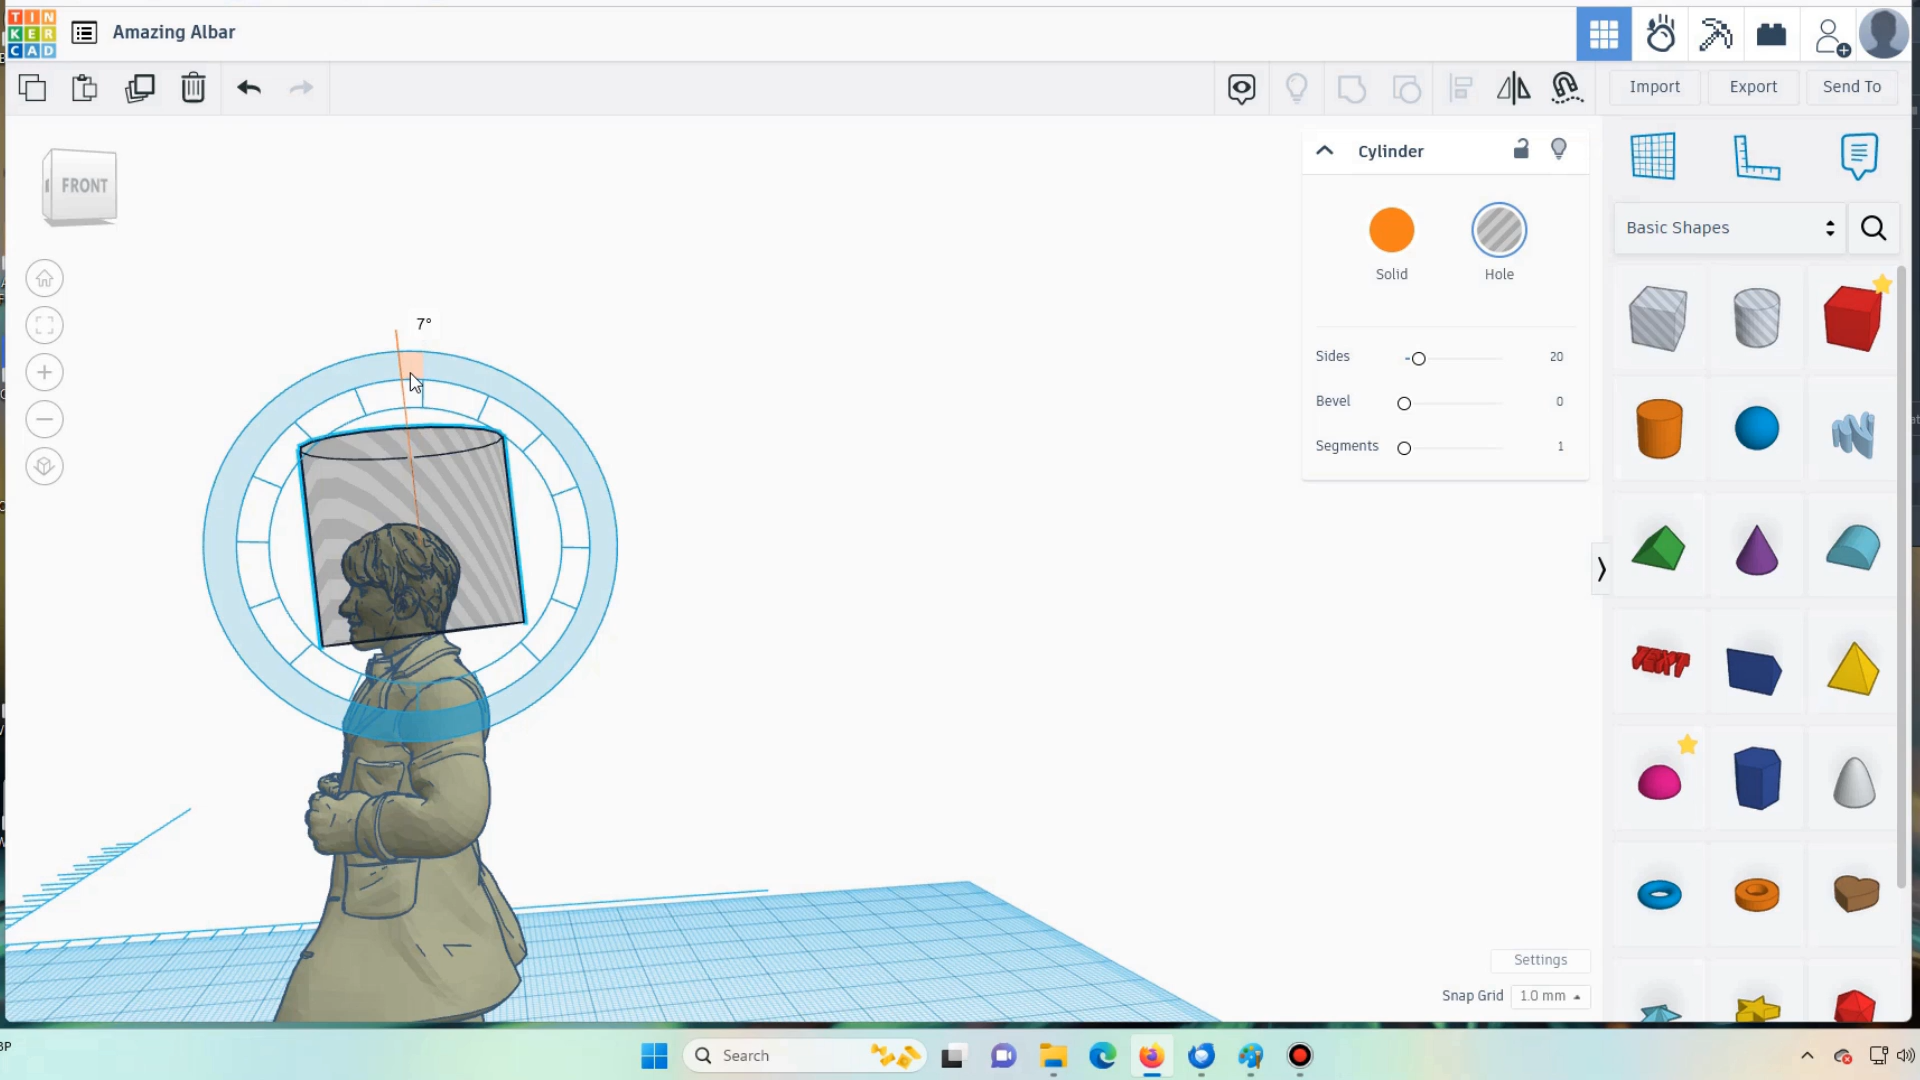 TIN
KER
CAD
Amazing Albar
Import
Export
Send To
FRONT
7°
Cylinder
Solid
Hole
Sides
20
Bevel
0
Segments
1
Basic Shapes
TEXT
Settings
Snap Grid
1.0 mm
Search